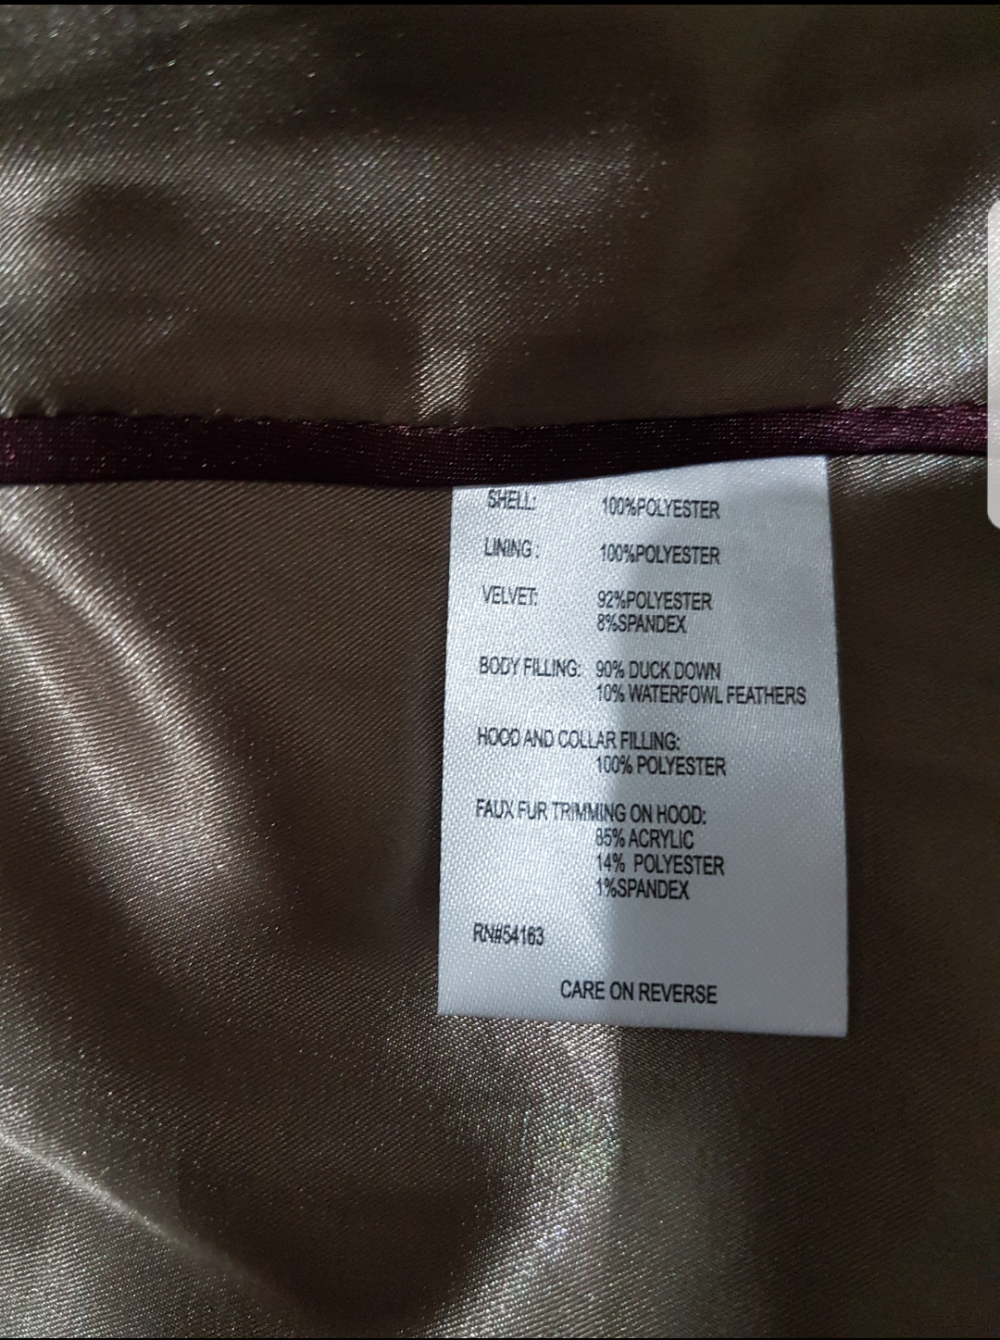 SHELL: 100%POLYESTER
LINING: 100%POLYESTER
VELVET: 92%POLYESTER
8%SPANDEX
BODY FILLING: 90% DUCK DOWN
10% WATERFOWL FEATHERS
HOOD AND COLLAR FILLING:
100% POLYESTER
FAUX FUR TRIMMING ON HOOD:
85% ACRYLIC
14% POLYESTER
1%SPANDEX
RN#54163
CARE ON REVERSE